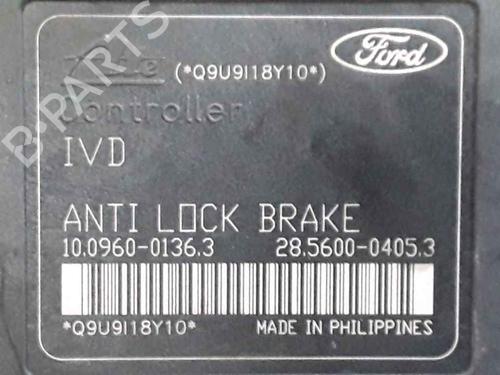 Ate (*Q9U9I18Y10*) Ford
Controller
IVD
ANTI LOCK BRAKE
10.0960-0136.3 28.5600-0405.3
*Q9U9I18Y10* MADE IN PHILIPPINES
B-PARTS